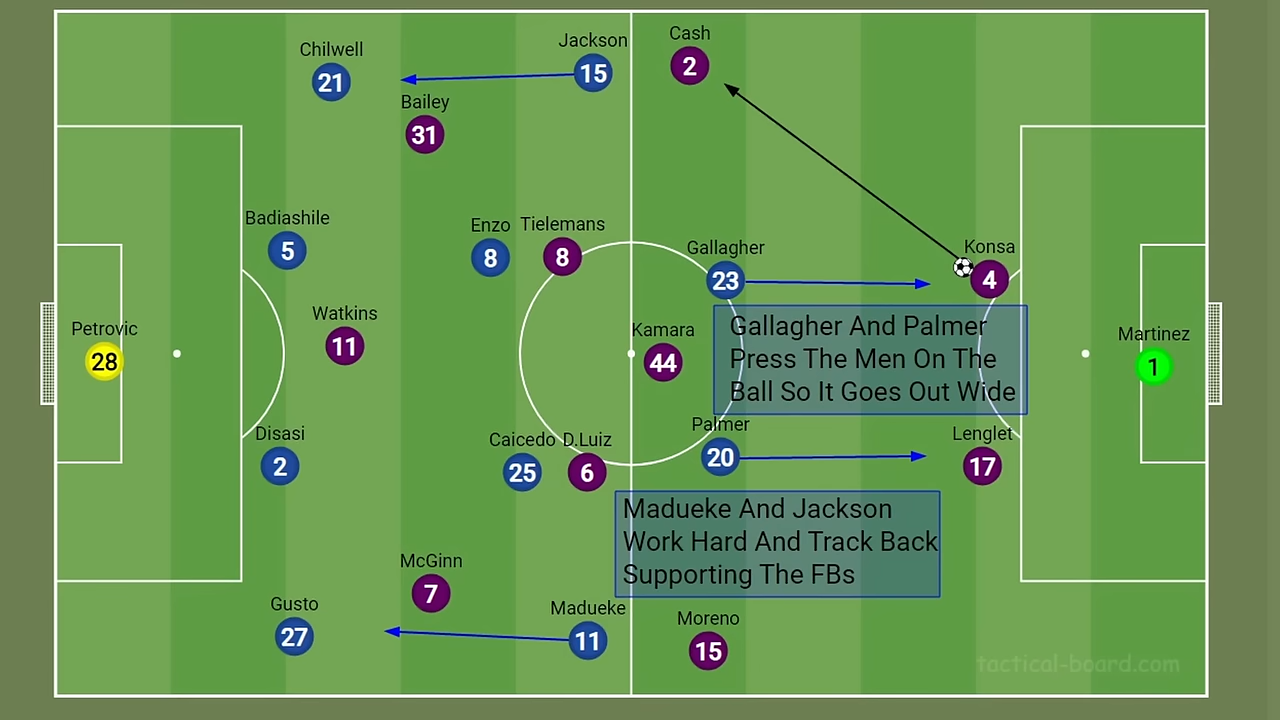 Cash
2
Jackson
15
Chilwell
21
Bailey
31
Badiashile
5
Enzo
8
Tielemans
8
Gallagher
23
Konsa
4
Watkins
11
Petrovic
28
Kamara
44
Gallagher And Palmer
Press The Men On The
Ball So It Goes Out Wide
Martinez
1
Disasi
2
Caicedo
25
D.Luiz
6
Palmer
20
Lenglet
17
Madueke And Jackson
Work Hard And Track Back
Supporting The FBs
McGinn
7
Gusto
27
Madueke
11
Moreno
15
tactical-board.com